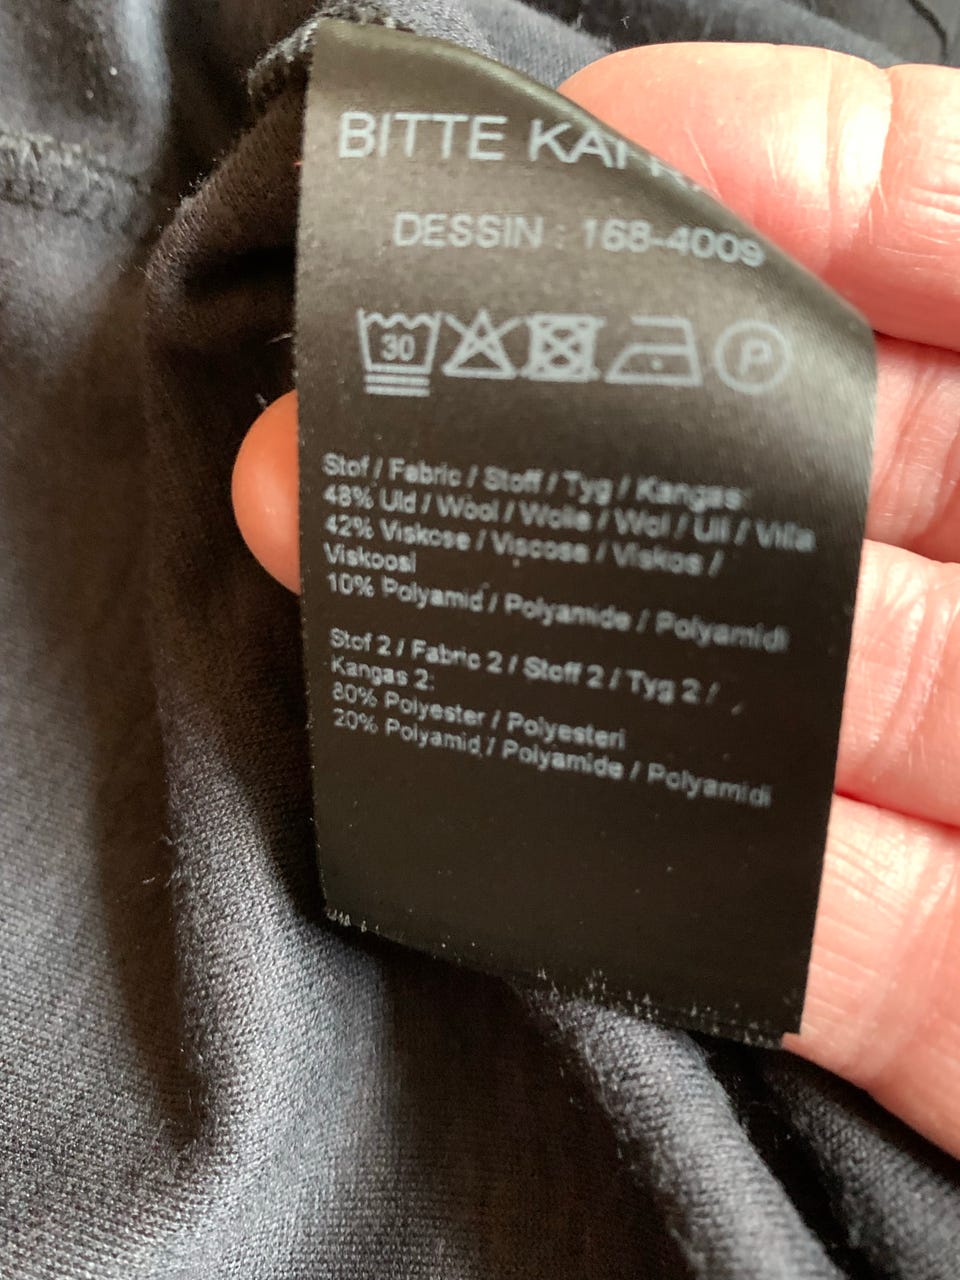 BITTE
DESSIN : 168-4009
30
P
Stof / Fabric / Stoff / Tyg / Kangas:
48% Uld / Wool / Wolle / Wol / Ull / Villa
42% Viskose / Viscose / Viskos /
Viskoosi
10% Polyamid / Polyamide / Polyamidi
Stof 2 / Fabric 2 / Stoff 2 / Tyg 2 /
Kangas 2:
80% Polyester / Polyesteri
20% Polyamid / Polyamide / Polyamidi